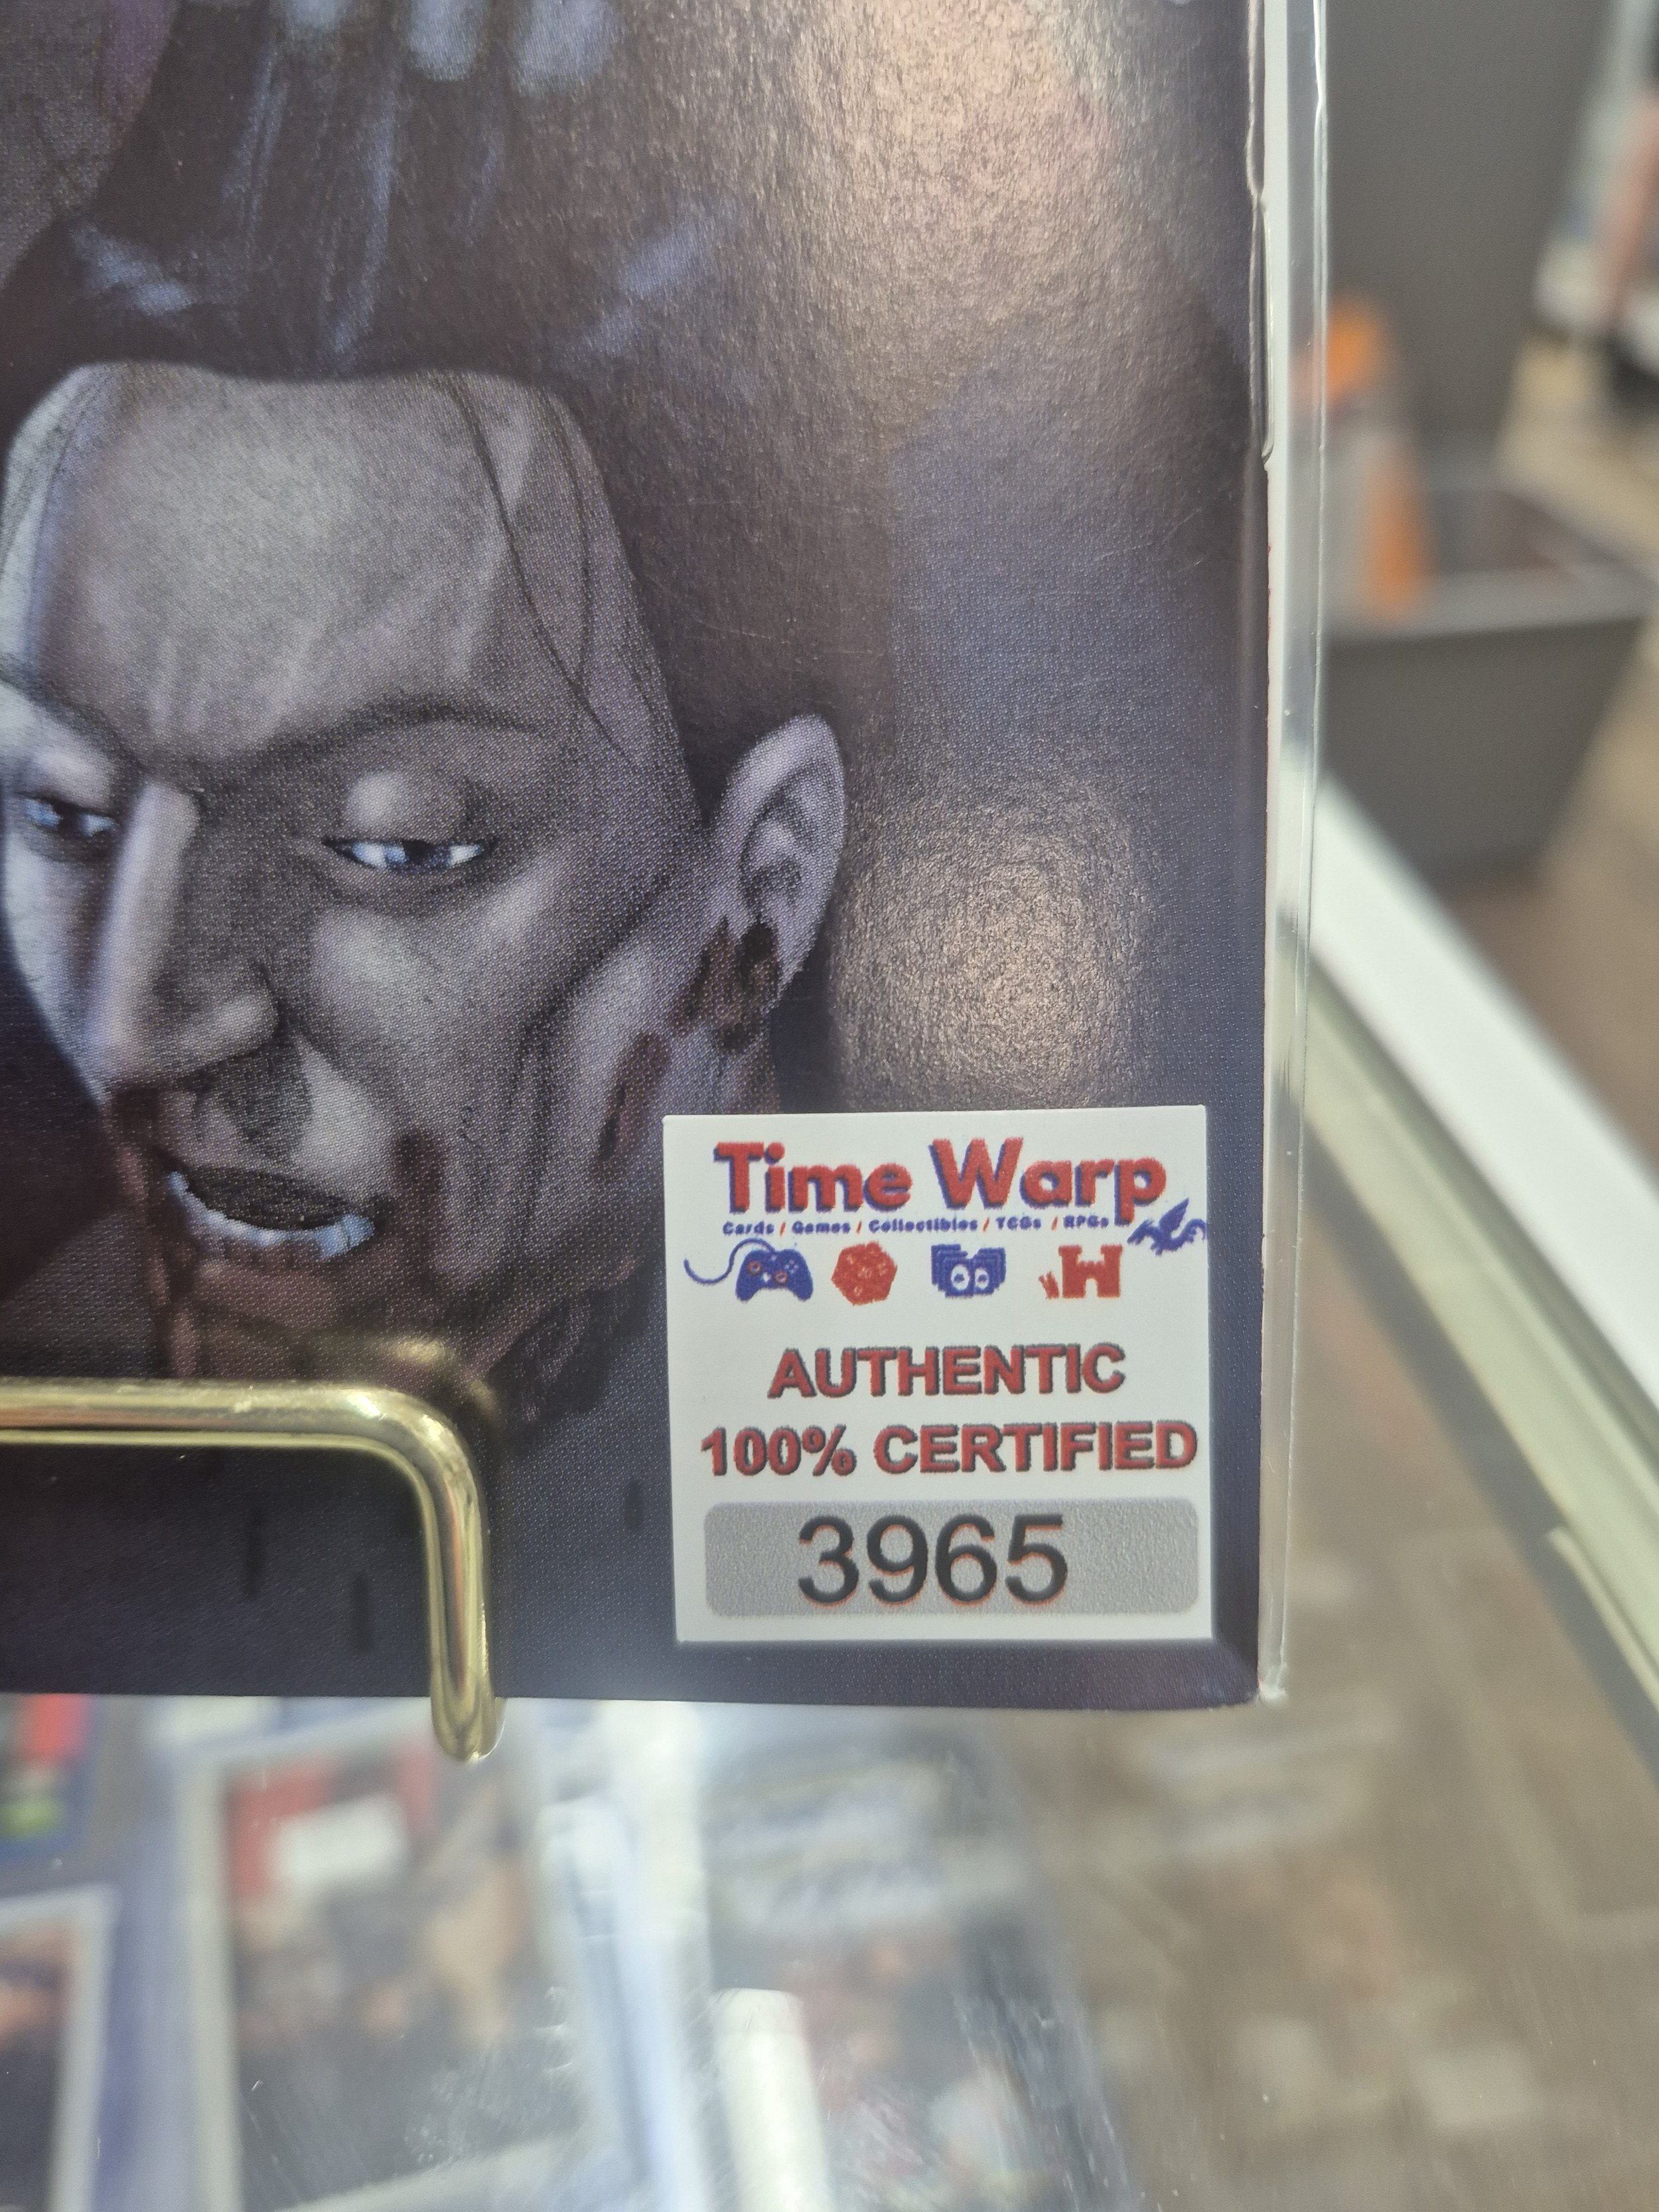 Time Warp
Cards / Games / Collectibles / TCGs / RPGs
AUTHENTIC
100% CERTIFIED
3965